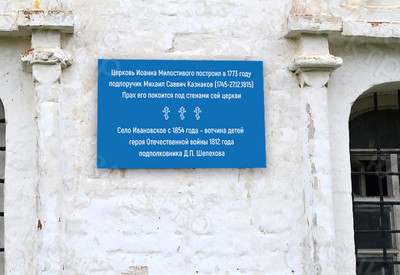 Церковь Иоанна Милостивого построил в 1773 году
подпоручик Михаил Саввич Казнаков (1745-27.12.1815)
Прах его покоится под стенами сей церкви
Село Ивановское с 1854 года - вотчина детей
героя Отечественной войны 1812 года
подполковника Д.П. Шелехова